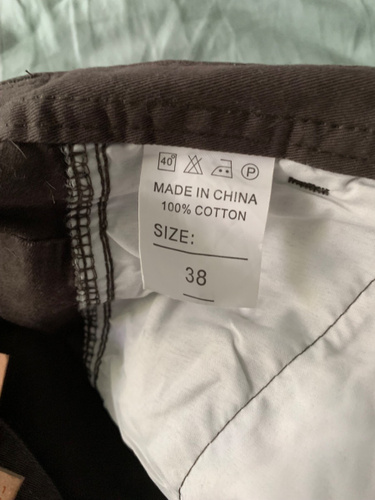 40° P
MADE IN CHINA
100% COTTON
SIZE:
38